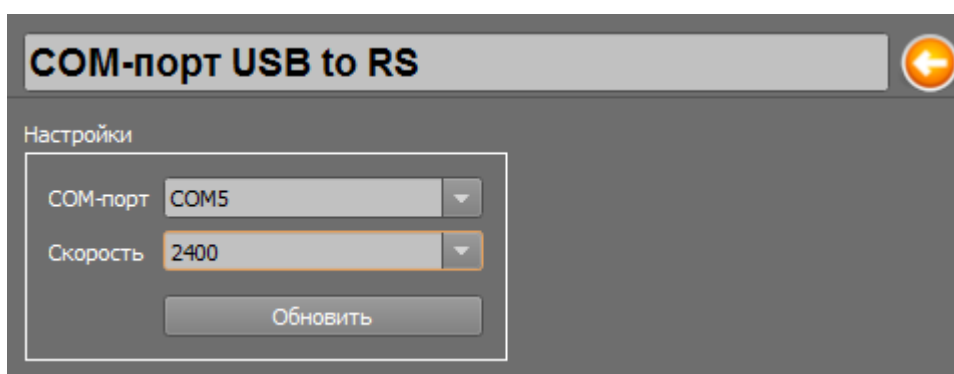 COM-порт USB to RS
Настройки
COM-порт COM5
Скорость 2400
Обновить